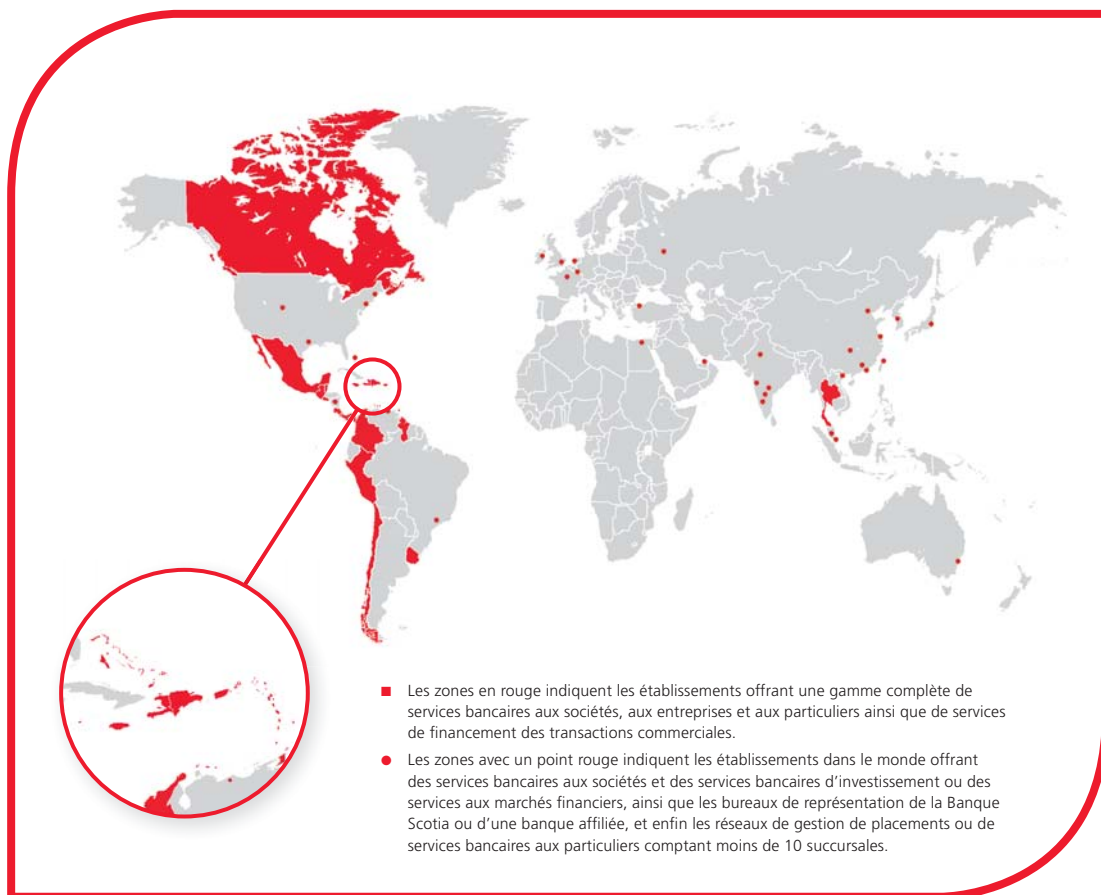 Les zones en rouge indiquent les établissements offrant une gamme complète de
services bancaires aux sociétés, aux entreprises et aux particuliers ainsi que de services
de financement des transactions commerciales.
Les zones avec un point rouge indiquent les établissements dans le monde offrant
des services bancaires aux sociétés et des services bancaires d’investissement ou des
services aux marchés financiers, ainsi que les bureaux de représentation de la Banque
Scotia ou d’une banque affiliée, et enfin les réseaux de gestion de placements ou de
services bancaires aux particuliers comptant moins de 10 succursales.